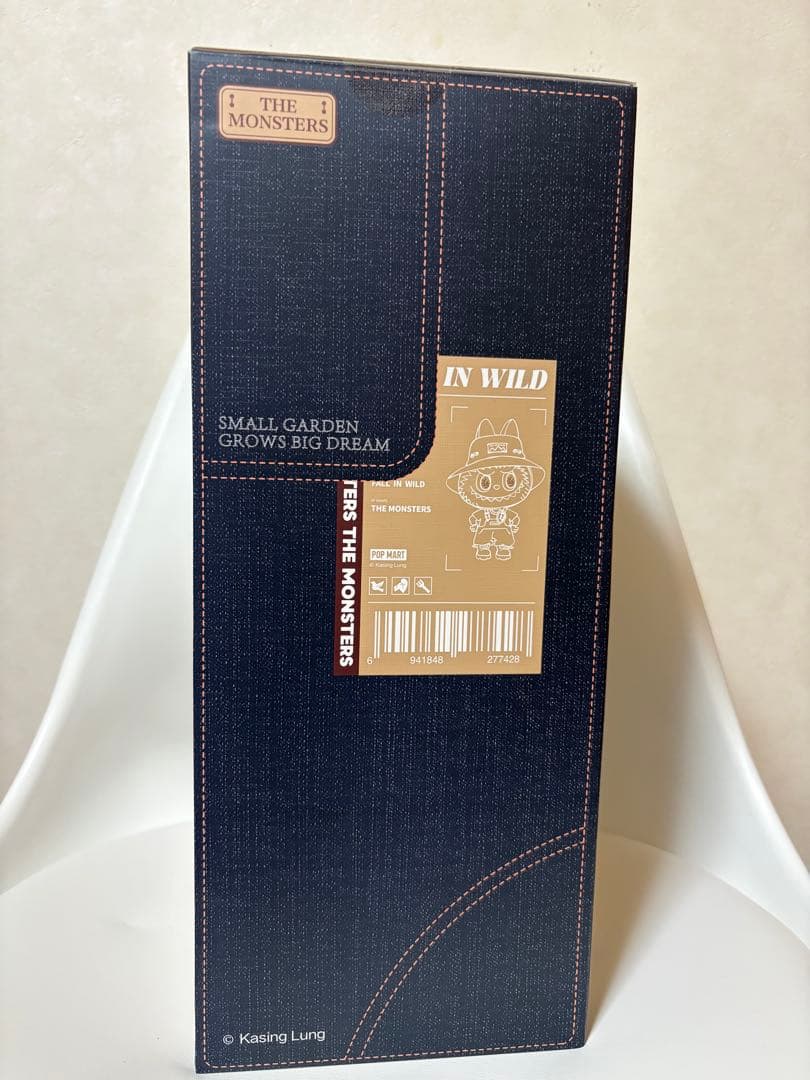 THE
MONSTERS
SMALL GARDEN
GROWS BIG DREAM
IN WILD
FALL IN WILD
THE MONSTERS
POP MART
© Kasing Lung
TERS THE MONSTERS
6 941848 277428
© Kasing Lung